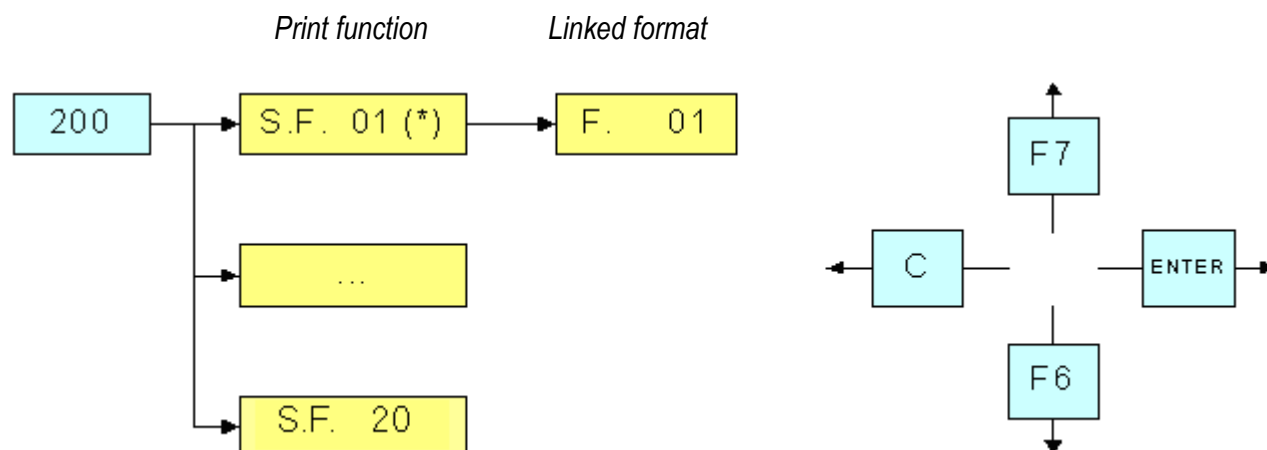 Print function
Linked format
200
S.F. 01 (*)
F. 01
...
S.F. 20
F7
C
ENTER
F6